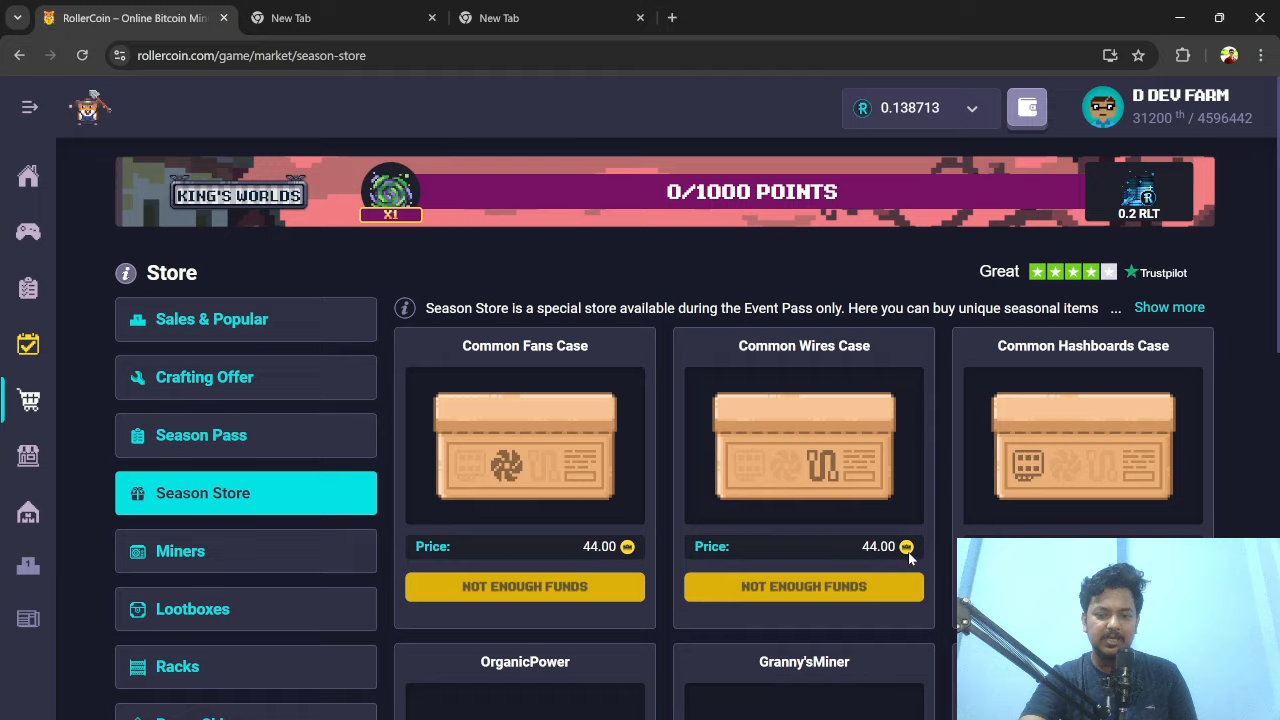 RollerCoin – Online Bitcoin Min
New Tab
New Tab
rollercoin.com/game/market/season-store
0.138713
D DEV FARM
31200 th / 4596442
KING'S WORLDS
X1
0/1000 POINTS
0.2 RLT
Store
Great
Trustpilot
Sales & Popular
Crafting Offer
Season Pass
Season Store
Miners
Lootboxes
Racks
Season Store is a special store available during the Event Pass only. Here you can buy unique seasonal items ... Show more
Common Fans Case
Common Wires Case
Common Hashboards Case
Price: 44.00
Price: 44.00
NOT ENOUGH FUNDS
NOT ENOUGH FUNDS
OrganicPower
Granny'sMiner